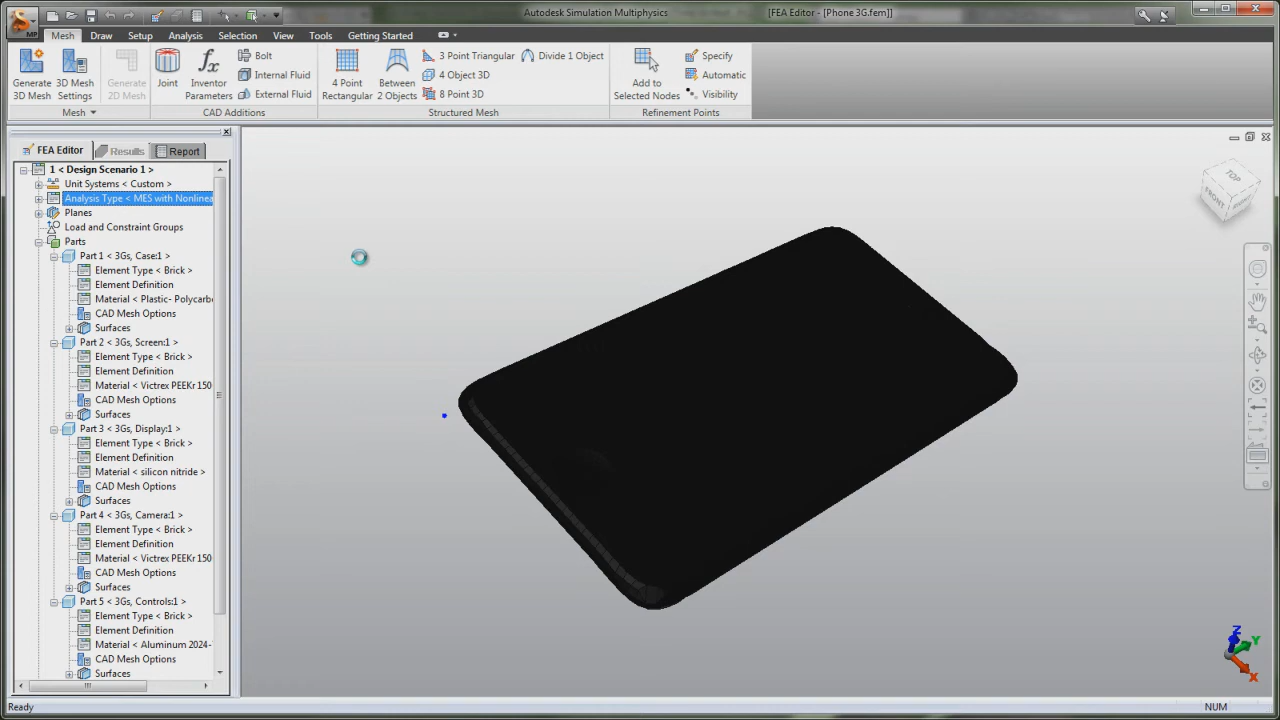 Autodesk Simulation Multiphysics
[FEA Editor - [Phone 3G.fem]]
MP
Mesh Draw Setup Analysis Selection View Tools Getting Started
Generate 3D Mesh
3D Mesh Settings
Generate 2D Mesh
Mesh
Joint
Inventor Parameters
Bolt
Internal Fluid
External Fluid
CAD Additions
4 Point Rectangular
Between 2 Objects
3 Point Triangular
4 Object 3D
8 Point 3D
Divide 1 Object
Structured Mesh
Add to Selected Nodes
Specify
Automatic
Visibility
Refinement Points
FEA Editor Results Report
1 < Design Scenario 1 >
Unit Systems < Custom >
Analysis Type < MES with Nonlinea
Planes
Load and Constraint Groups
Parts
Part 1 < 3Gs, Case:1 >
Element Type < Brick >
Element Definition
Material < Plastic- Polycarbo
CAD Mesh Options
Surfaces
Part 2 < 3Gs, Screen:1 >
Element Type < Brick >
Element Definition
Material < Victrex PEEKr 150
CAD Mesh Options
Surfaces
Part 3 < 3Gs, Display:1 >
Element Type < Brick >
Element Definition
Material < silicon nitride >
CAD Mesh Options
Surfaces
Part 4 < 3Gs, Camera:1 >
Element Type < Brick >
Element Definition
Material < Victrex PEEKr 150
CAD Mesh Options
Surfaces
Part 5 < 3Gs, Controls:1 >
Element Type < Brick >
Element Definition
Material < Aluminum 2024-
CAD Mesh Options
Surfaces
TOP
FRONT
Z
Y
X
Ready
NUM